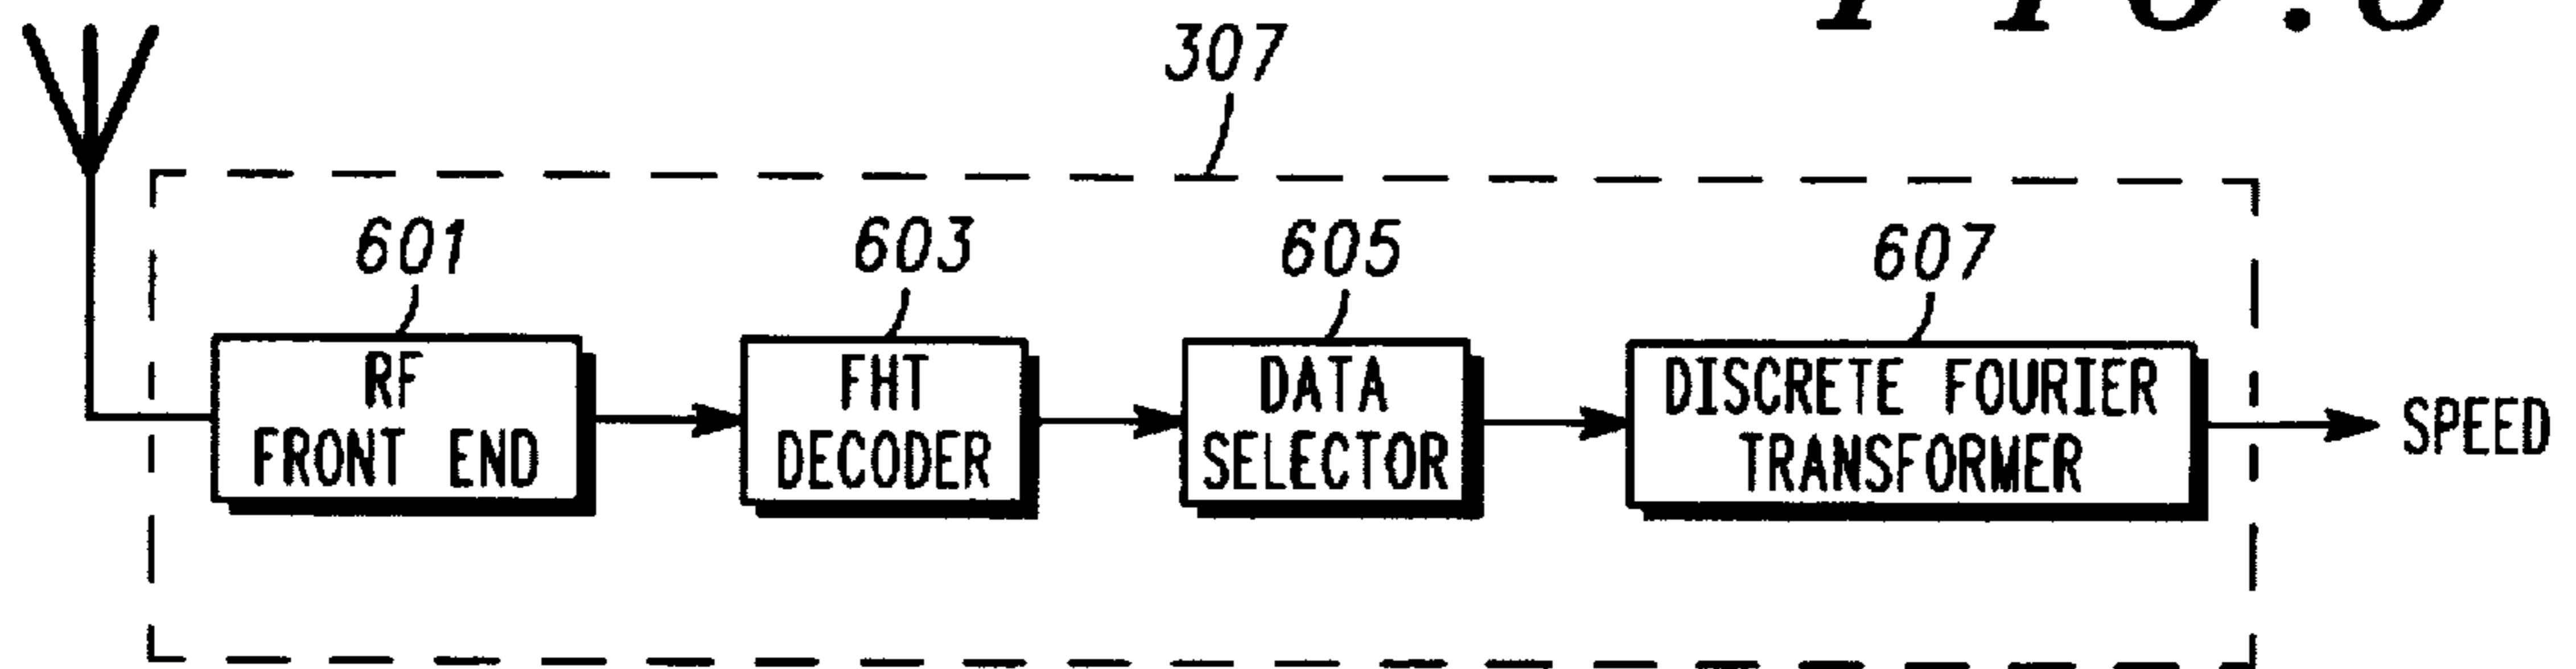 307
601
603
605
607
RF
FRONT END
FHT
DECODER
DATA
SELECTOR
DISCRETE FOURIER
TRANSFORMER
SPEED